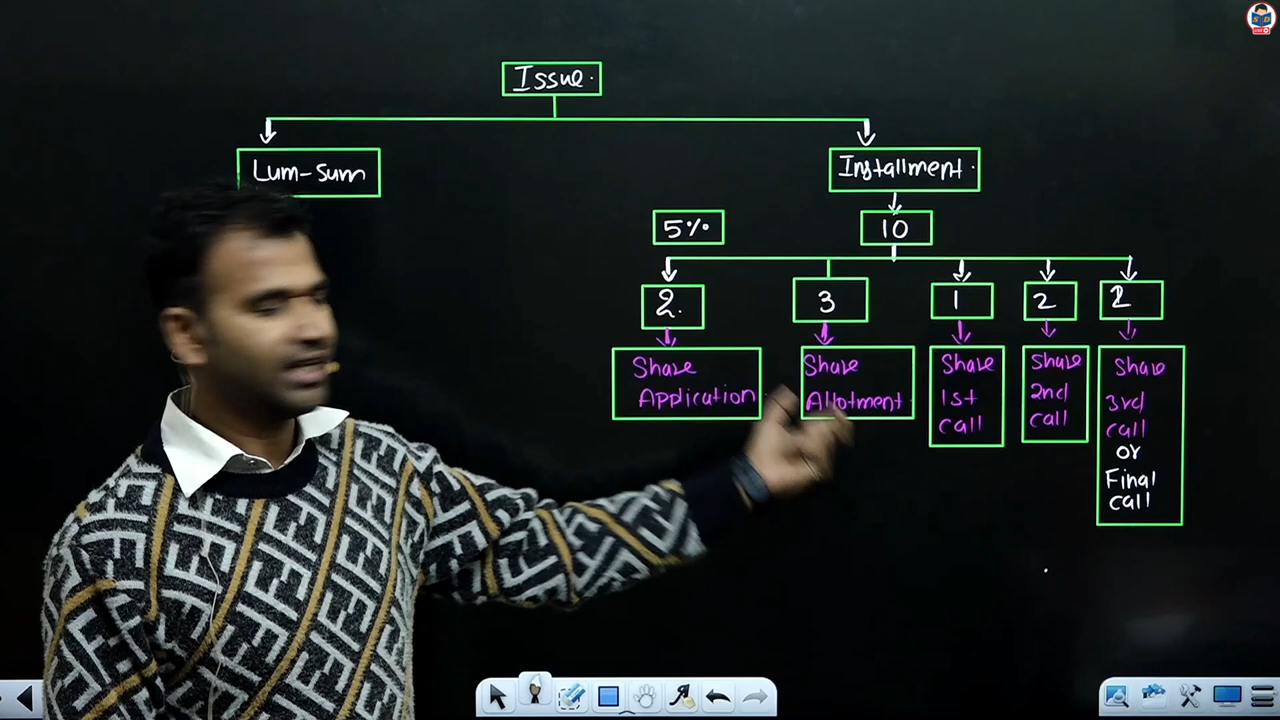 Issue.
Lum-Sum
Installment.
5%
10
2.
3
1
2
2
Share
Application
Share
Allotment.
Share
1st
call
Share
2nd
call
Share
3rd
call
or
Final
call